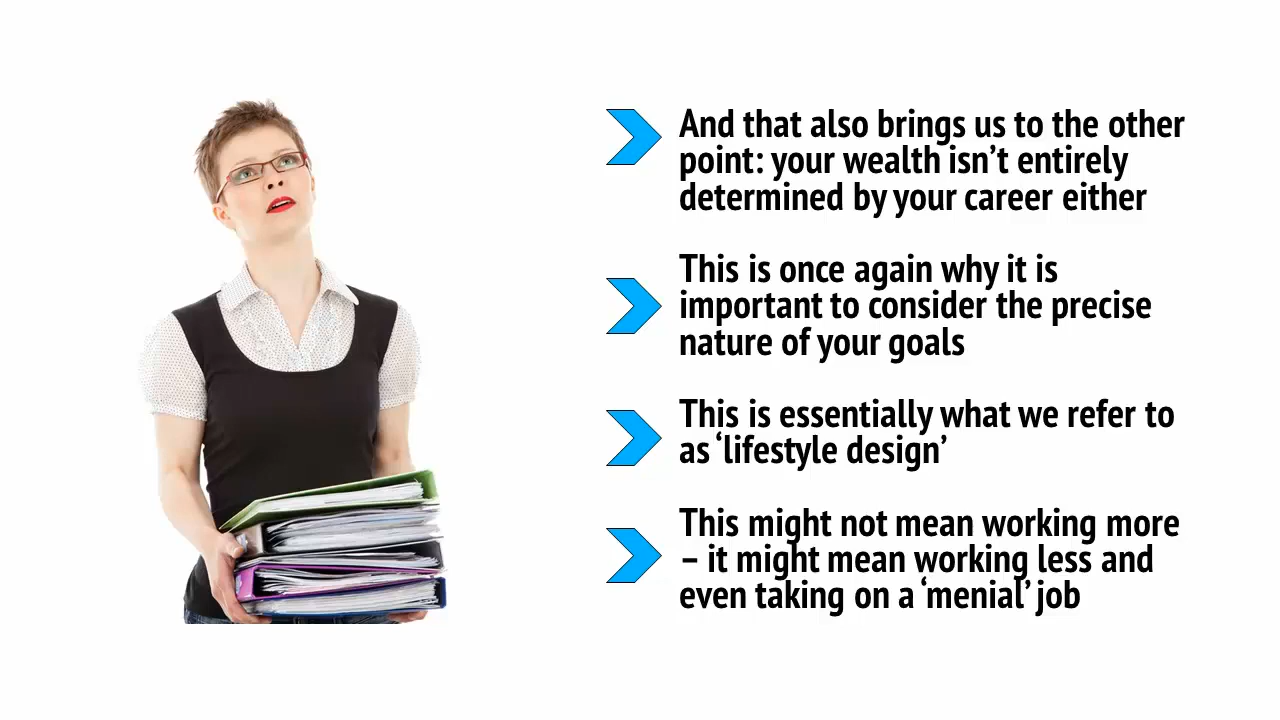 And that also brings us to the other
point: your wealth isn’t entirely
determined by your career either
This is once again why it is
important to consider the precise
nature of your goals
This is essentially what we refer to
as ‘lifestyle design’
This might not mean working more
– it might mean working less and
even taking on a ‘menial’ job